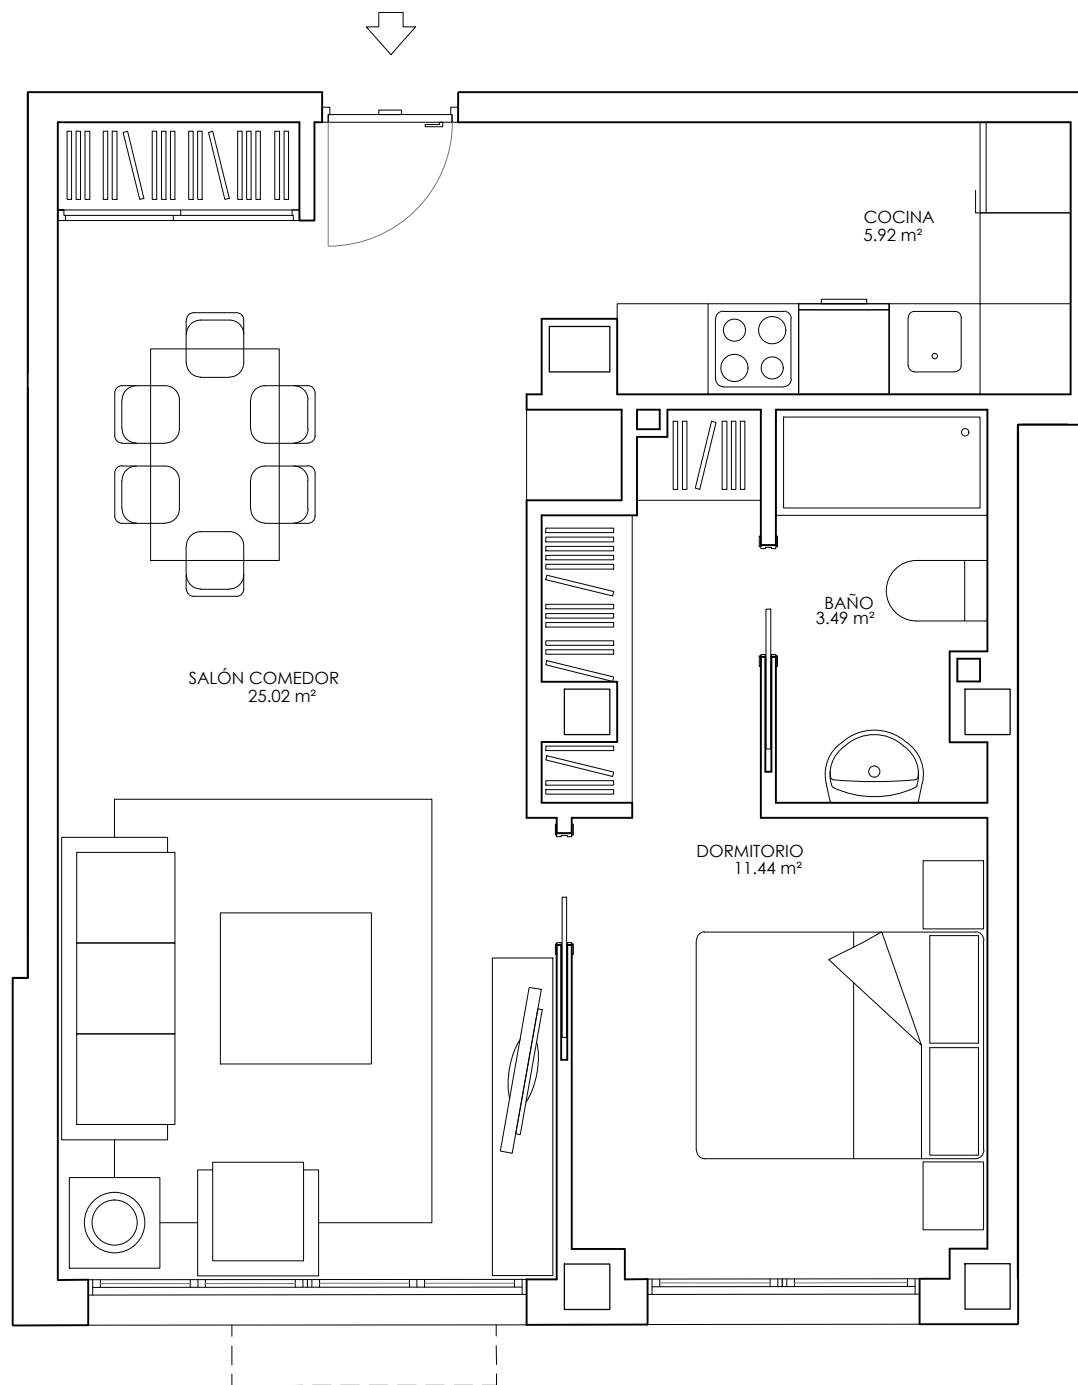 COCINA
5.92 m²
BAÑO
3.49 m²
SALÓN COMEDOR
25.02 m²
DORMITORIO
11.44 m²